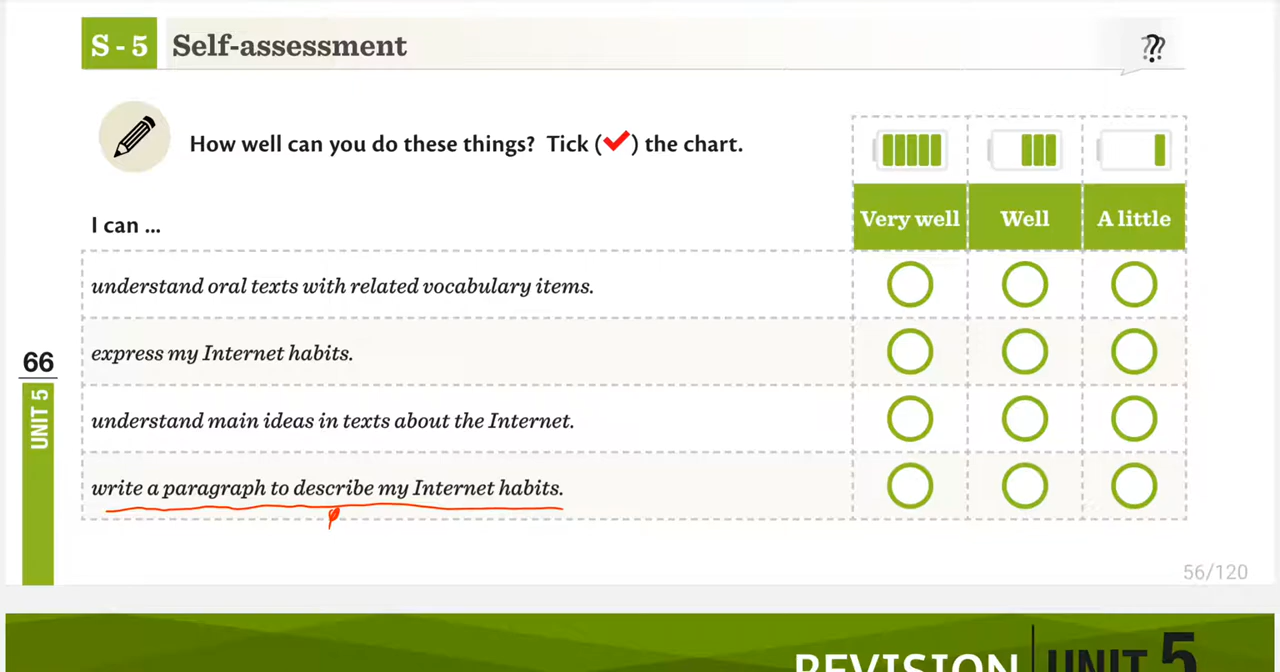 S - 5 Self-assessment
How well can you do these things? Tick (✔) the chart.
I can ...
Very well Well A little
understand oral texts with related vocabulary items.
express my Internet habits.
understand main ideas in texts about the Internet.
write a paragraph to describe my Internet habits.
66
UNIT 5
56/120
REVISION UNIT 5